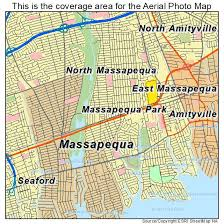 This is the coverage area for the Aerial Photo Map
North Amityville
North Massapequa
East Massapequa
Massapequa Park
Amityville
Massapequa
Seaford